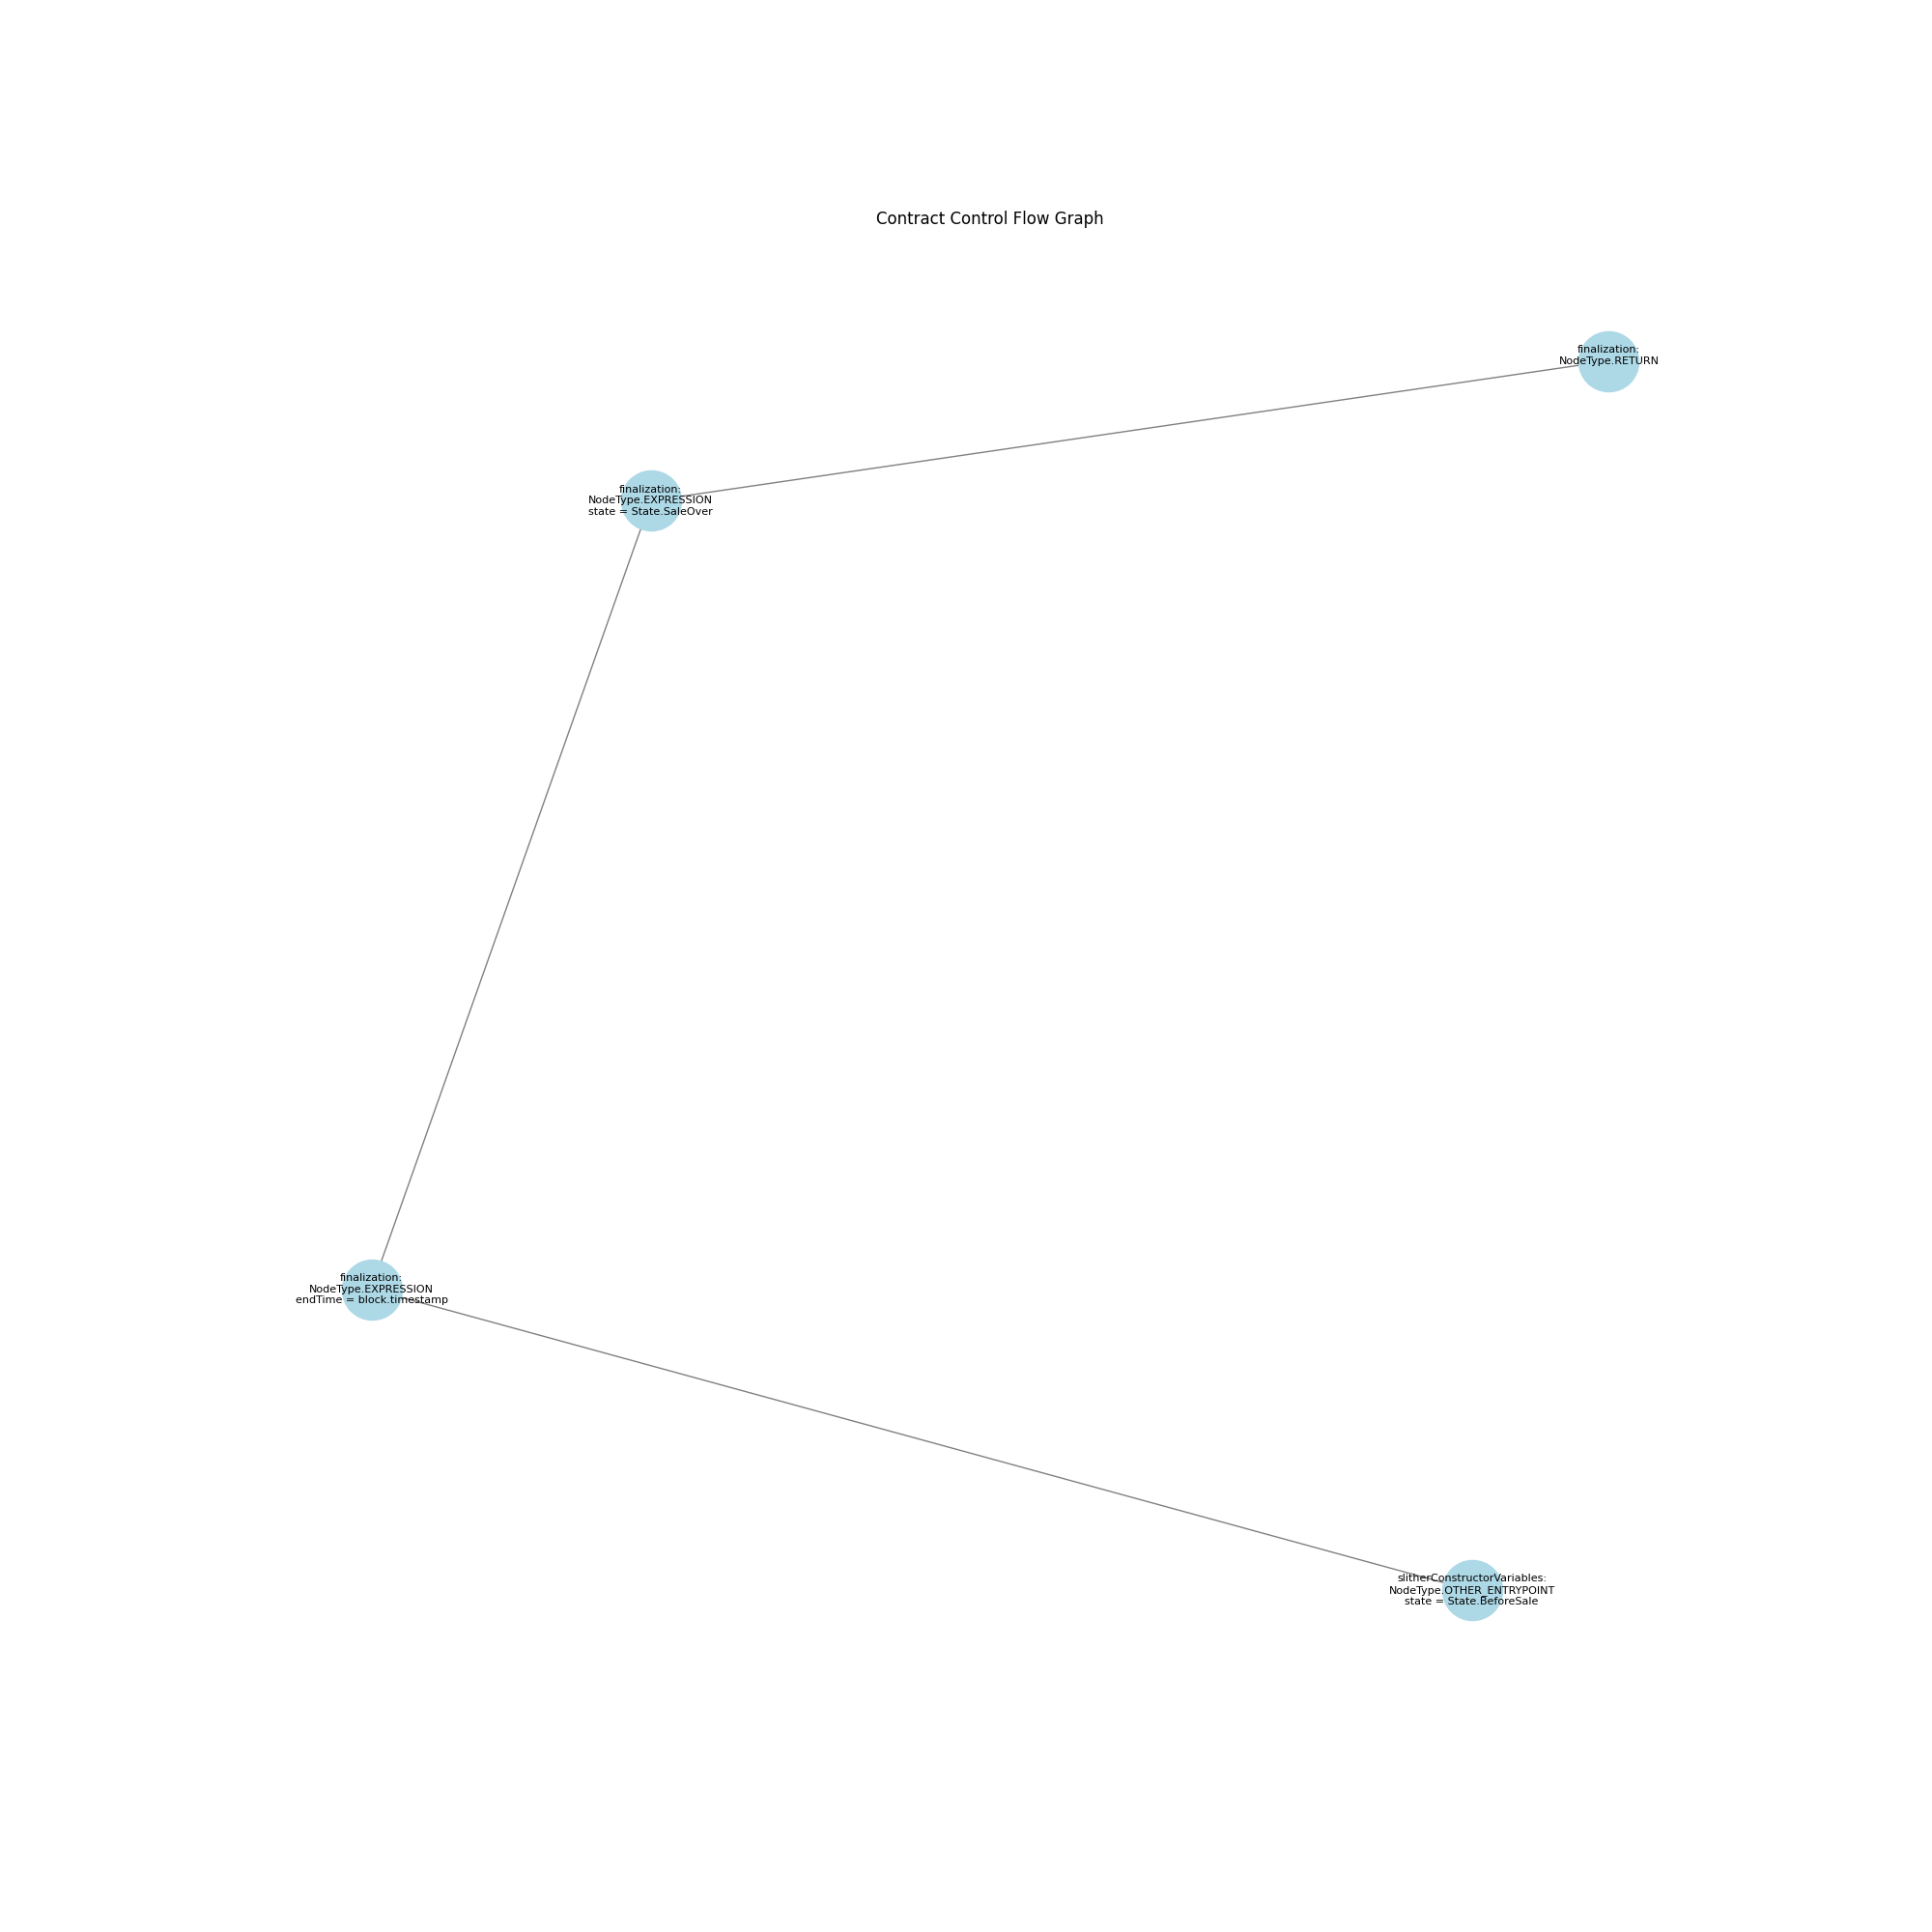 Contract Control Flow Graph
finalization:
NodeType.RETURN
finalization:
NodeType.EXPRESSION
state = State.SaleOver
finalization:
NodeType.EXPRESSION
endTime = block.timestamp
slitherConstructorVariables:
NodeType.OTHER_ENTRYPOINT
state = State.BeforeSale